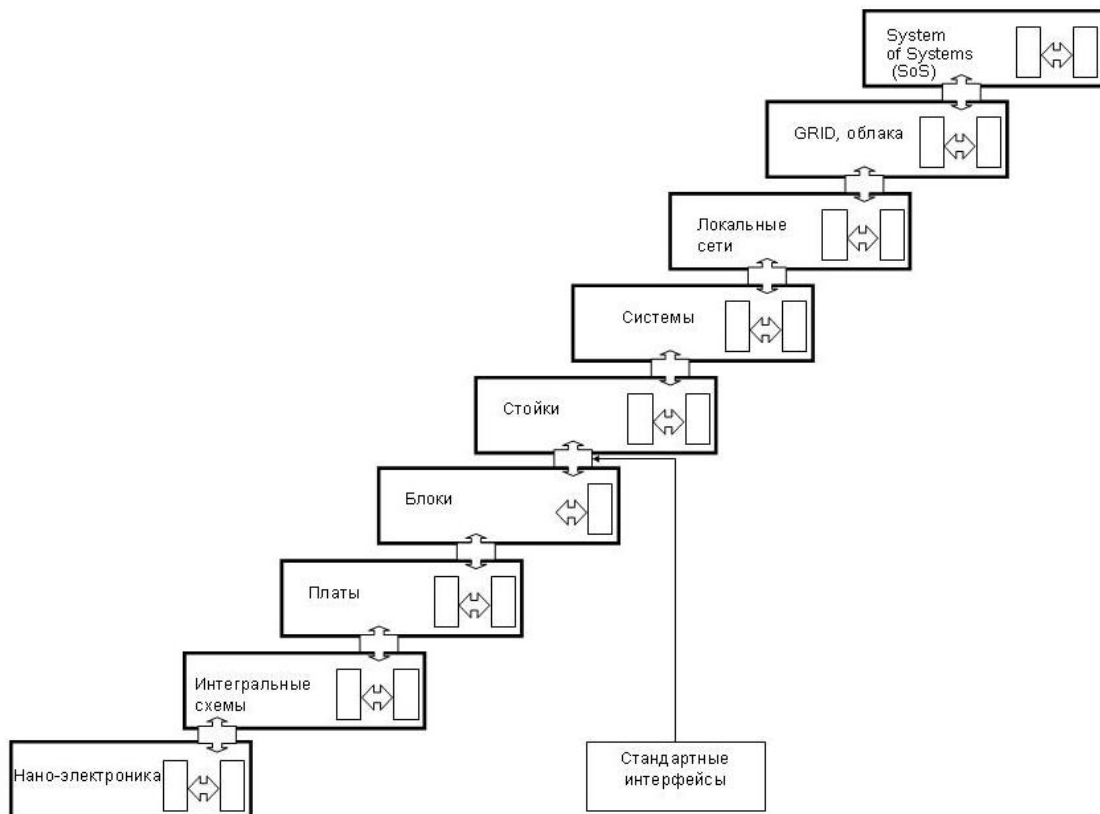 System
of Systems
(SoS)
GRID, облака
Локальные
сети
Системы
Стойки
Блоки
Платы
Интегральные
схемы
Нано-электроника
Стандартные
интерфейсы